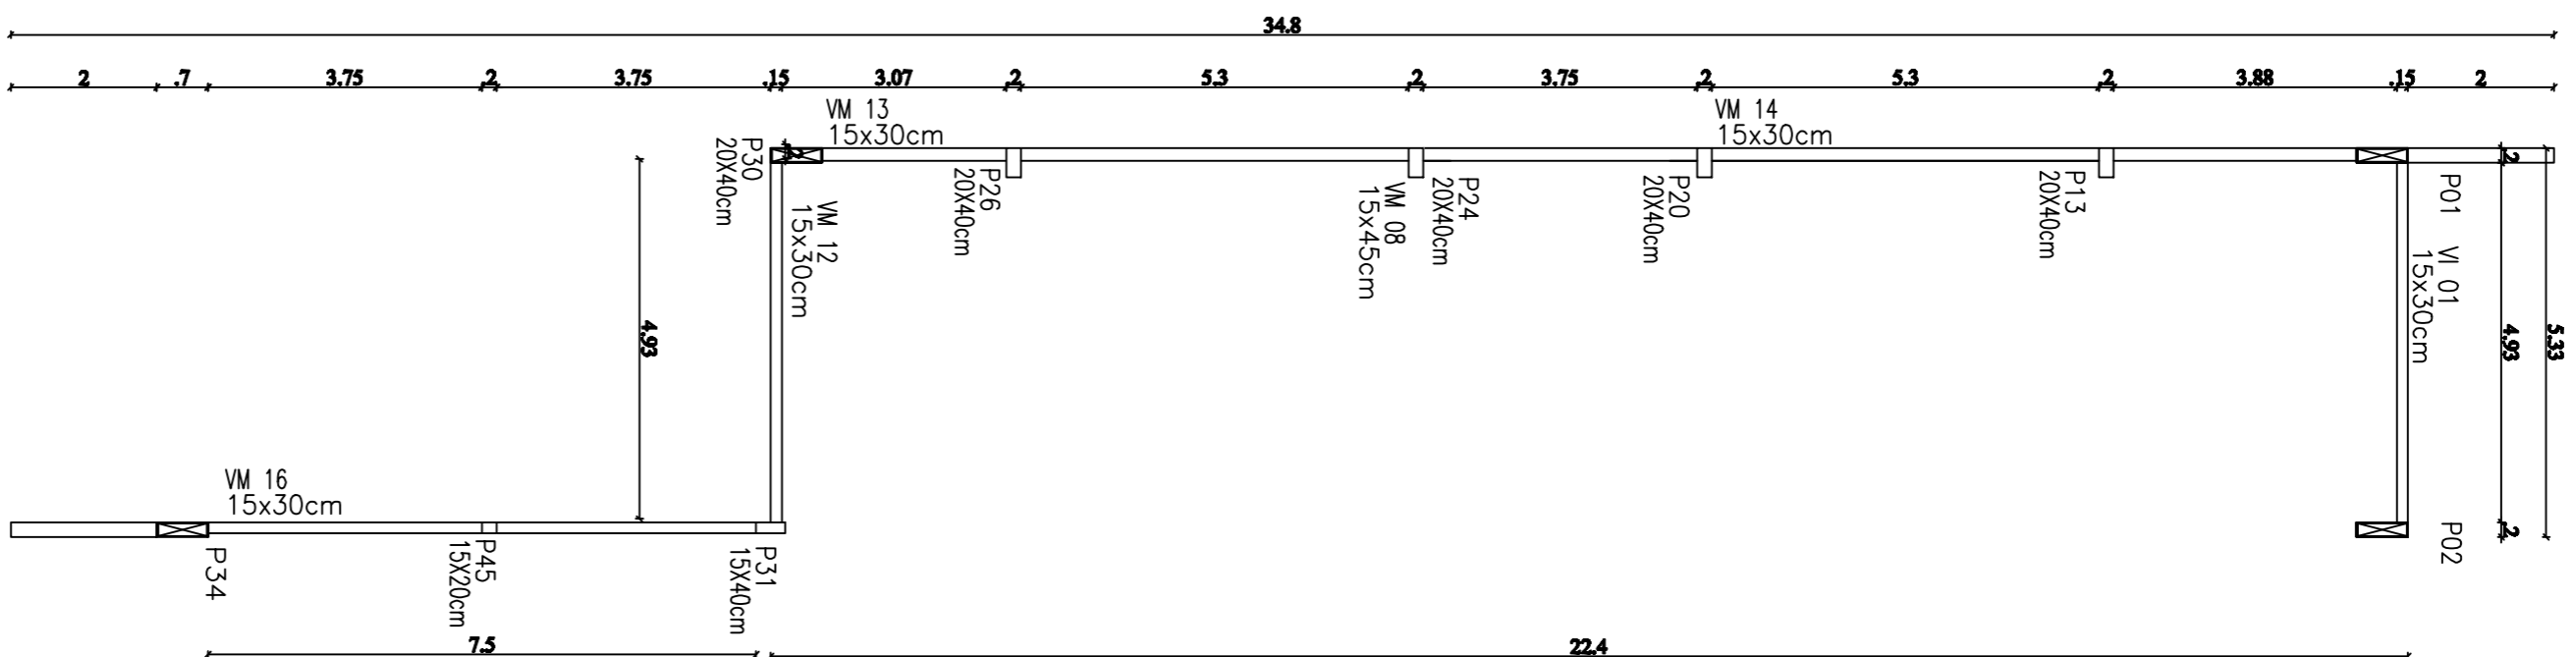 34.8
2
.7
3.75
.2
3.75
.15
3.07
.2
5.3
.2
3.75
.2
5.3
.2
3.88
.15
2
VM 13
15x30cm
VM 14
15x30cm
P30
20X40cm
.2
P26
20X40cm
VM 08
15x45cm
P24
20X40cm
P20
20X40cm
P13
20X40cm
P01
.2
VM 12
15x30cm
VI 01
15x30cm
4.93
4.93
5.33
VM 16
15x30cm
P34
P45
15X20cm
P31
15X40cm
P02
.2
7.5
22.4